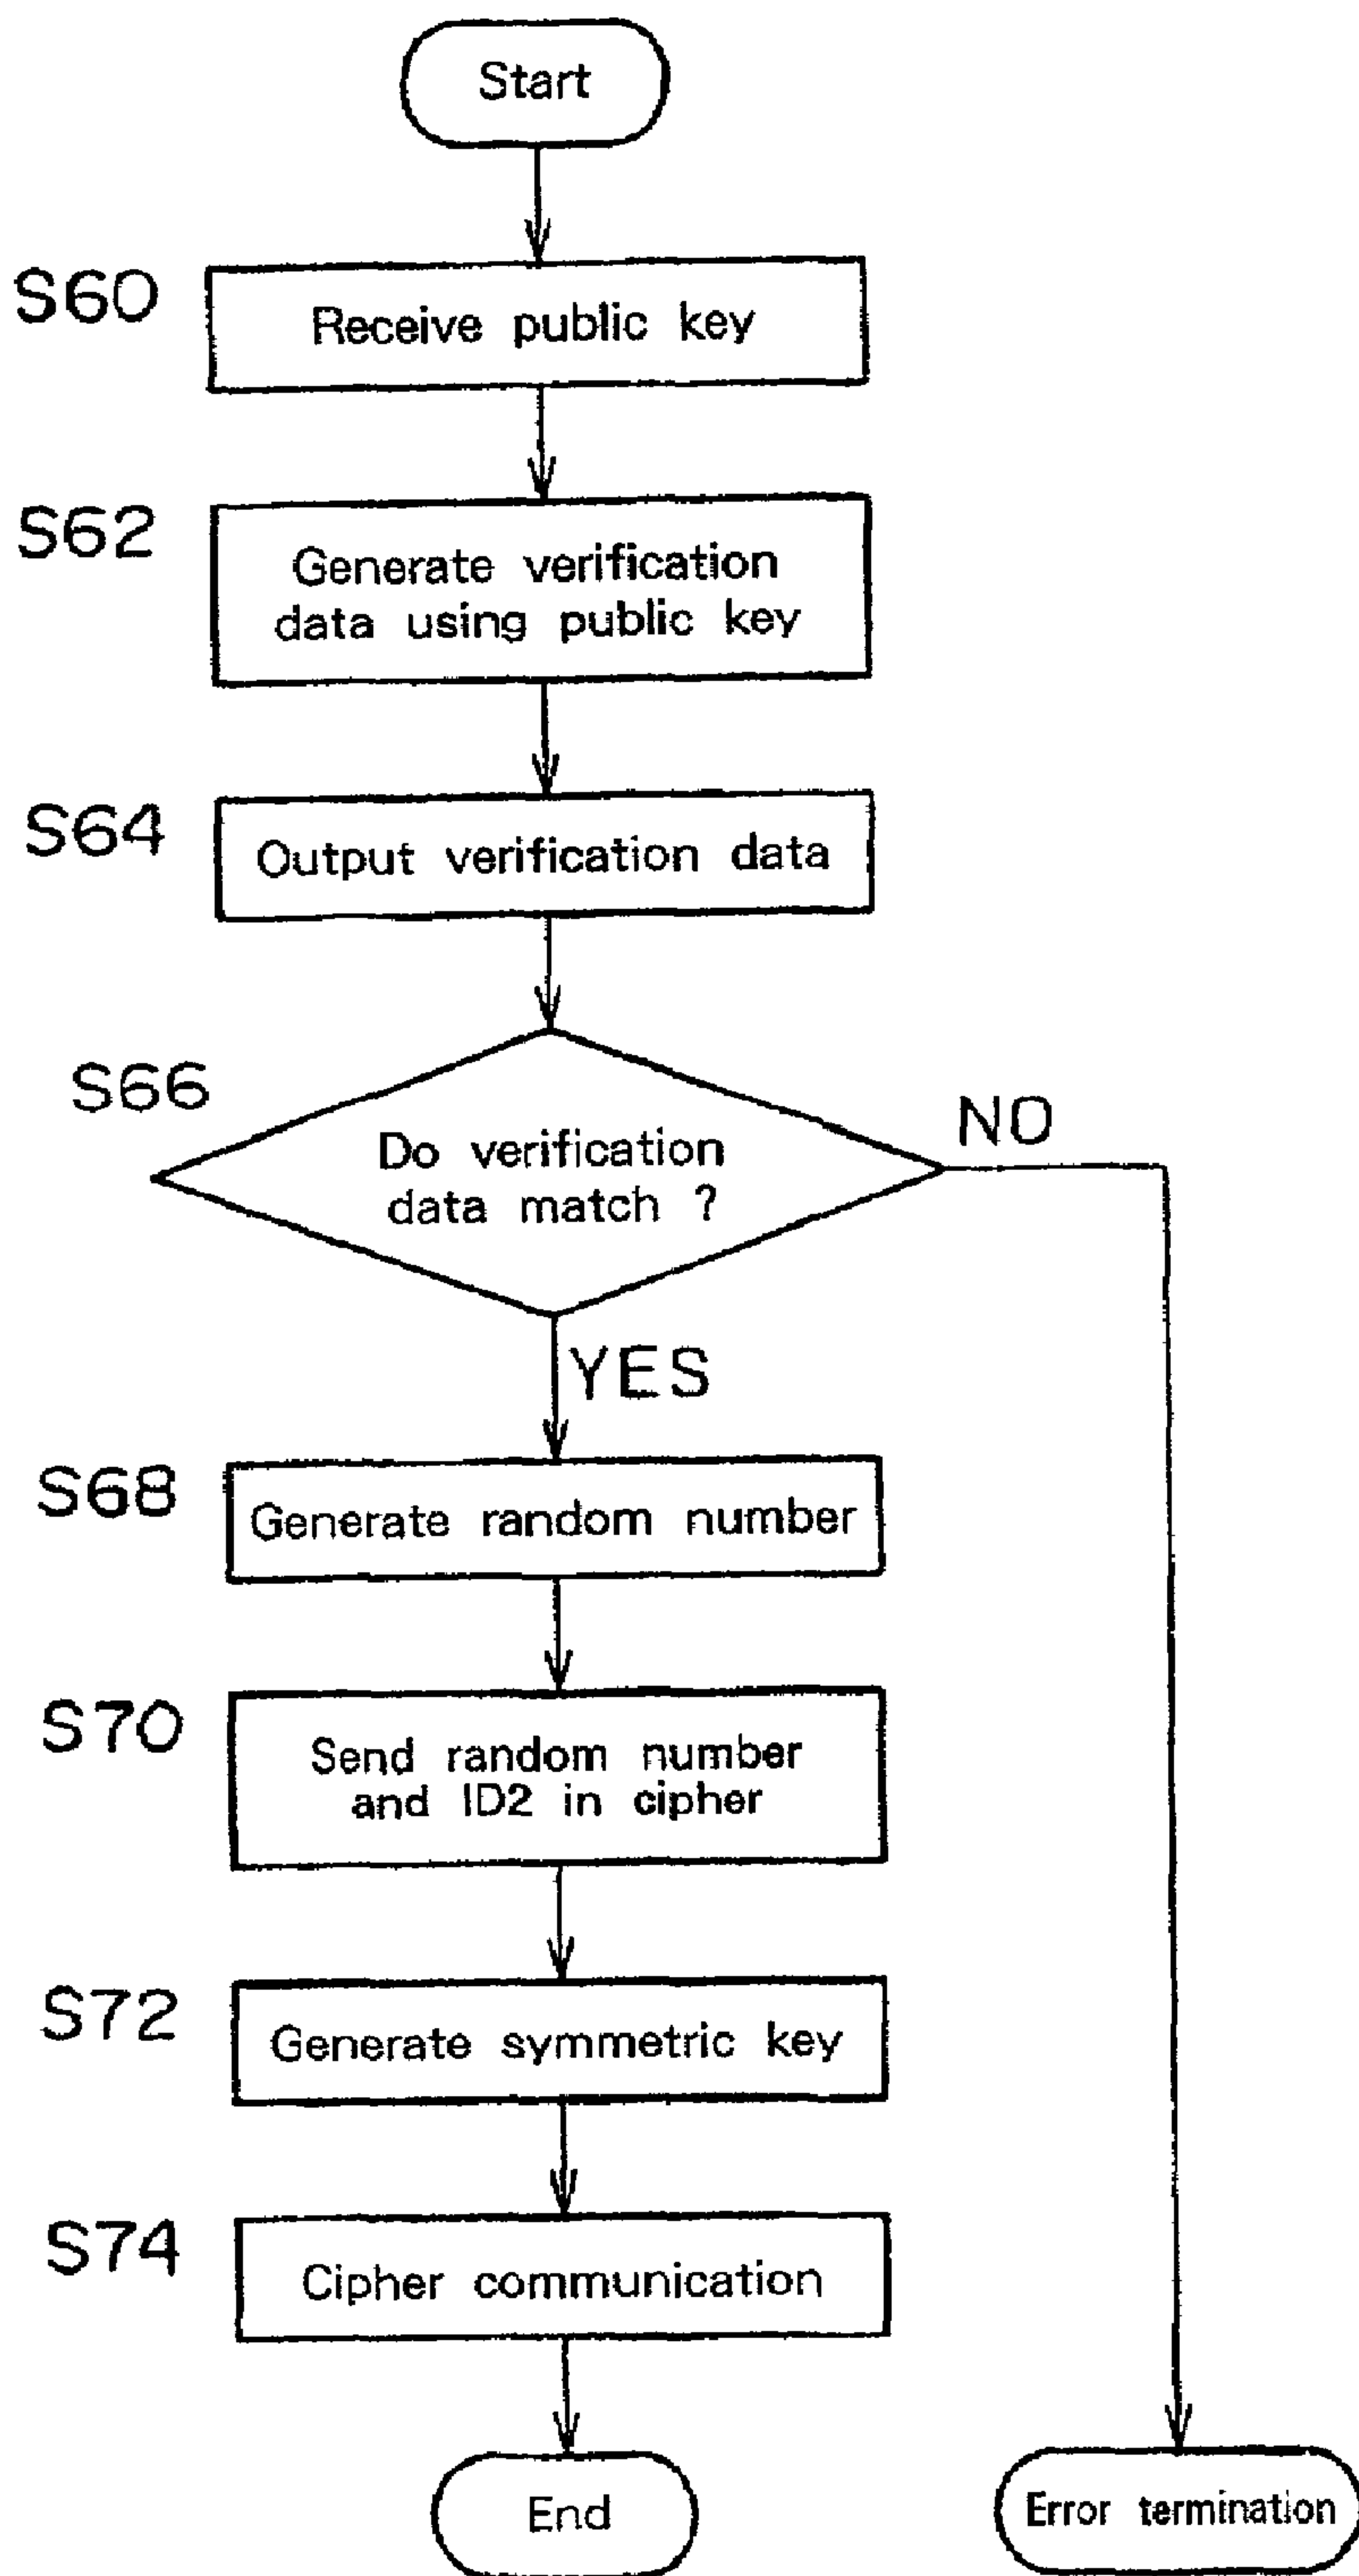 Start
S60
Receive public key
S62
Generate verification
data using public key
S64
Output verification data
S66
Do verification
data match ?
NO
YES
S68
Generate random number
S70
Send random number
and ID2 in cipher
S72
Generate symmetric key
S74
Cipher communication
End
Error termination